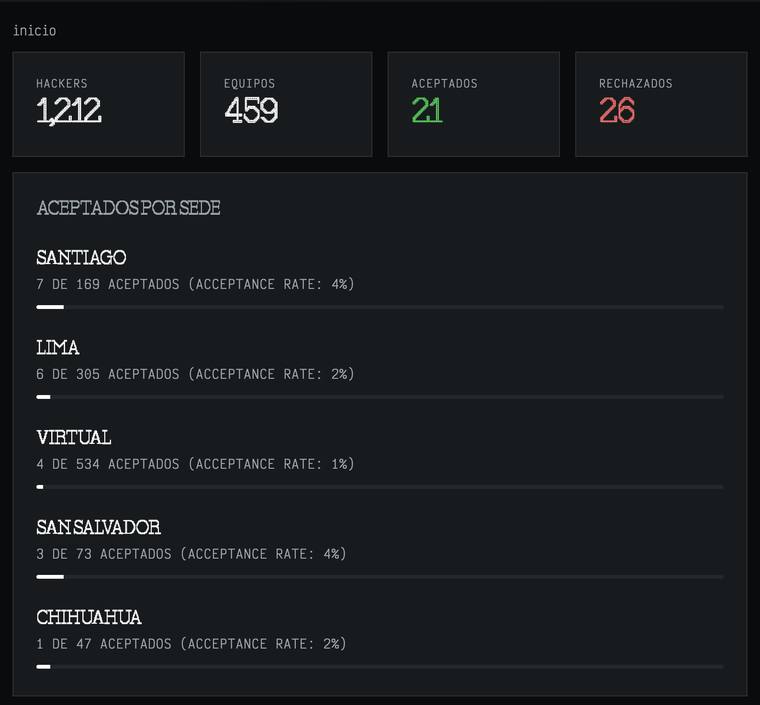 inicio
HACKERS
1,212
EQUIPOS
459
ACEPTADOS
21
RECHAZADOS
26
ACEPTADOS POR SEDE
SANTIAGO
7 DE 169 ACEPTADOS (ACCEPTANCE RATE: 4%)
LIMA
6 DE 305 ACEPTADOS (ACCEPTANCE RATE: 2%)
VIRTUAL
4 DE 534 ACEPTADOS (ACCEPTANCE RATE: 1%)
SAN SALVADOR
3 DE 73 ACEPTADOS (ACCEPTANCE RATE: 4%)
CHIHUAHUA
1 DE 47 ACEPTADOS (ACCEPTANCE RATE: 2%)